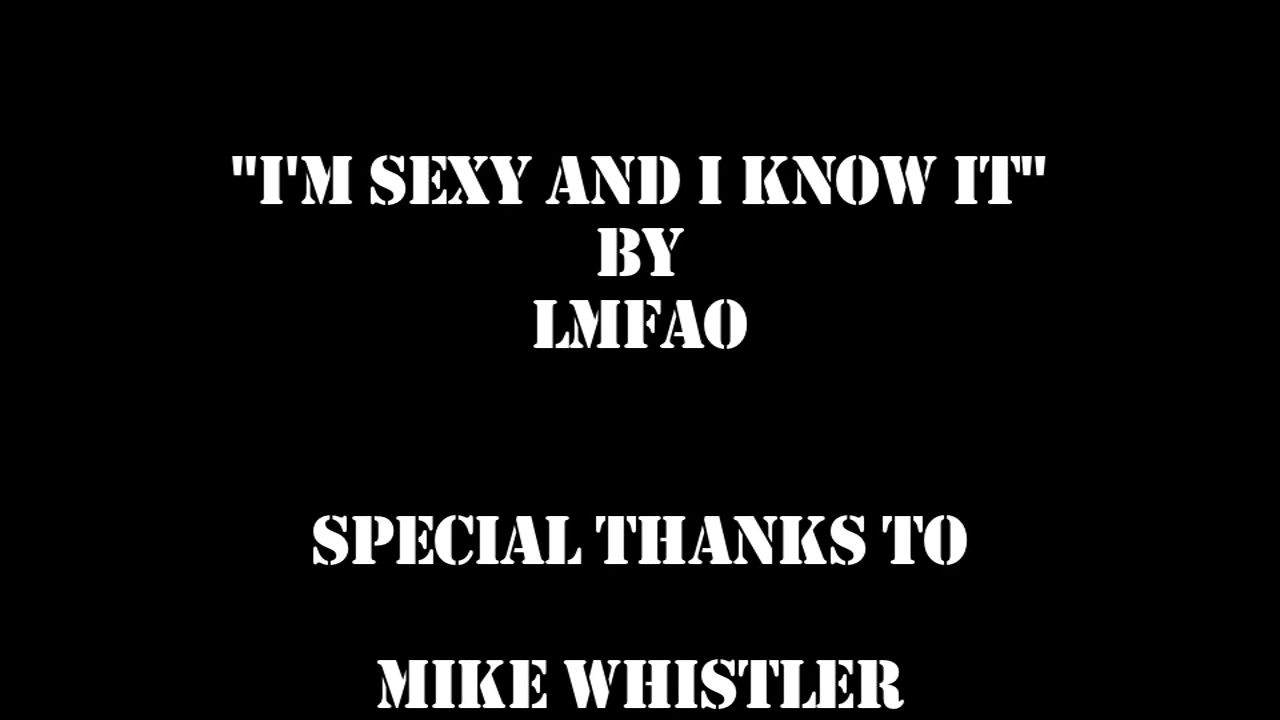 "I'M SEXY AND I KNOW IT"
BY
LMFAO
SPECIAL THANKS TO
MIKE WHISTLER